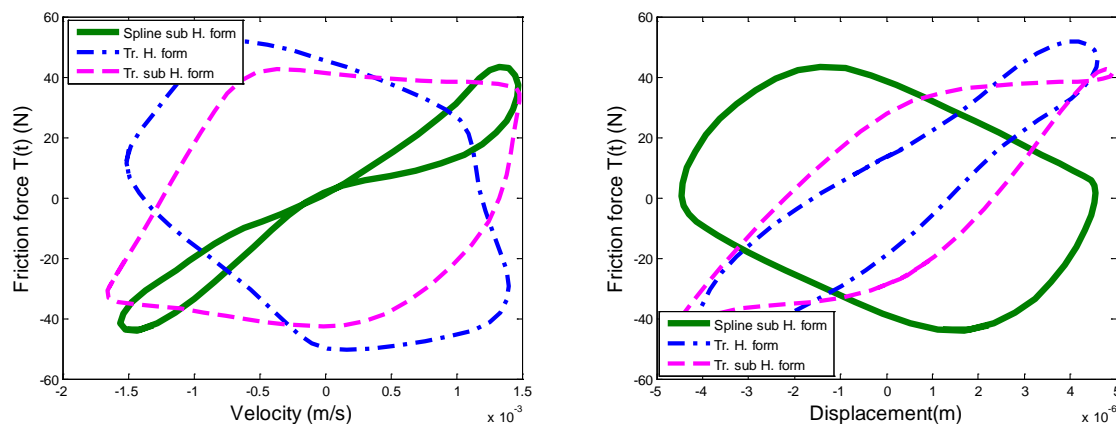 60
40
20
0
-20
-40
-60
-2
-1.5
-1
-0.5
0
0.5
1
1.5
x 10⁻³
Velocity (m/s)
Friction force T(t) (N)
Spline sub H. form
Tr. H. form
Tr. sub H. form
60
40
20
0
-20
-40
-60
-5
-4
-3
-2
-1
0
1
2
3
4
5
x 10⁻⁶
Displacement(m)
Friction force T(t) (N)
Spline sub H. form
Tr. H. form
Tr. sub H. form